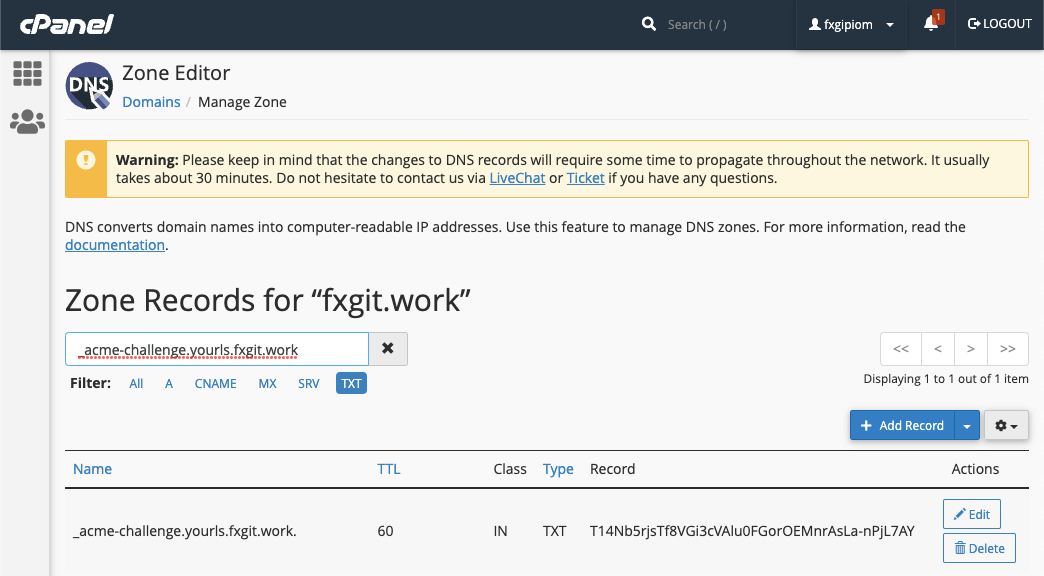 cPanel
Search ( / )
fxgipiom
1
LOGOUT
DNS
Zone Editor
Domains / Manage Zone
Warning: Please keep in mind that the changes to DNS records will require some time to propagate throughout the network. It usually
takes about 30 minutes. Do not hesitate to contact us via LiveChat or Ticket if you have any questions.
DNS converts domain names into computer-readable IP addresses. Use this feature to manage DNS zones. For more information, read the
documentation.
Zone Records for “fxgit.work”
_acme-challenge.yourls.fxgit.work
<< < > >>
Filter: All A CNAME MX SRV TXT
Displaying 1 to 1 out of 1 item
+ Add Record
Name TTL Class Type Record Actions
_acme-challenge.yourls.fxgit.work. 60 IN TXT T14Nb5rjsTf8VGi3cVAlu0FGorOEMnrAsLa-nPjL7AY
Edit
Delete